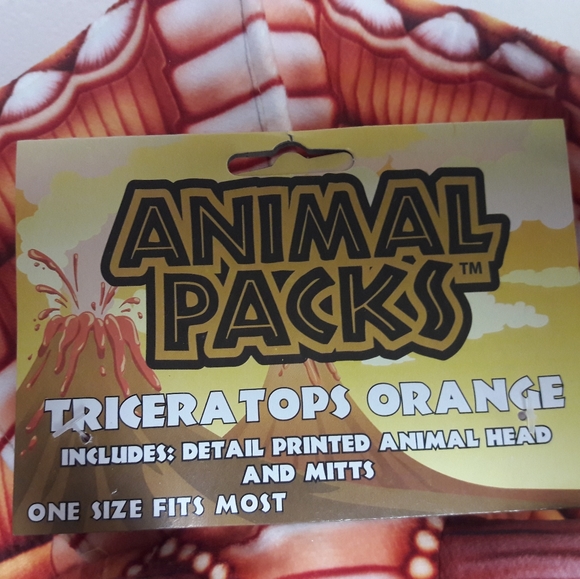 ANIMAL
PACKS™
TRICERATOPS ORANGE
INCLUDES: DETAIL PRINTED ANIMAL HEAD
AND MITTS
ONE SIZE FITS MOST